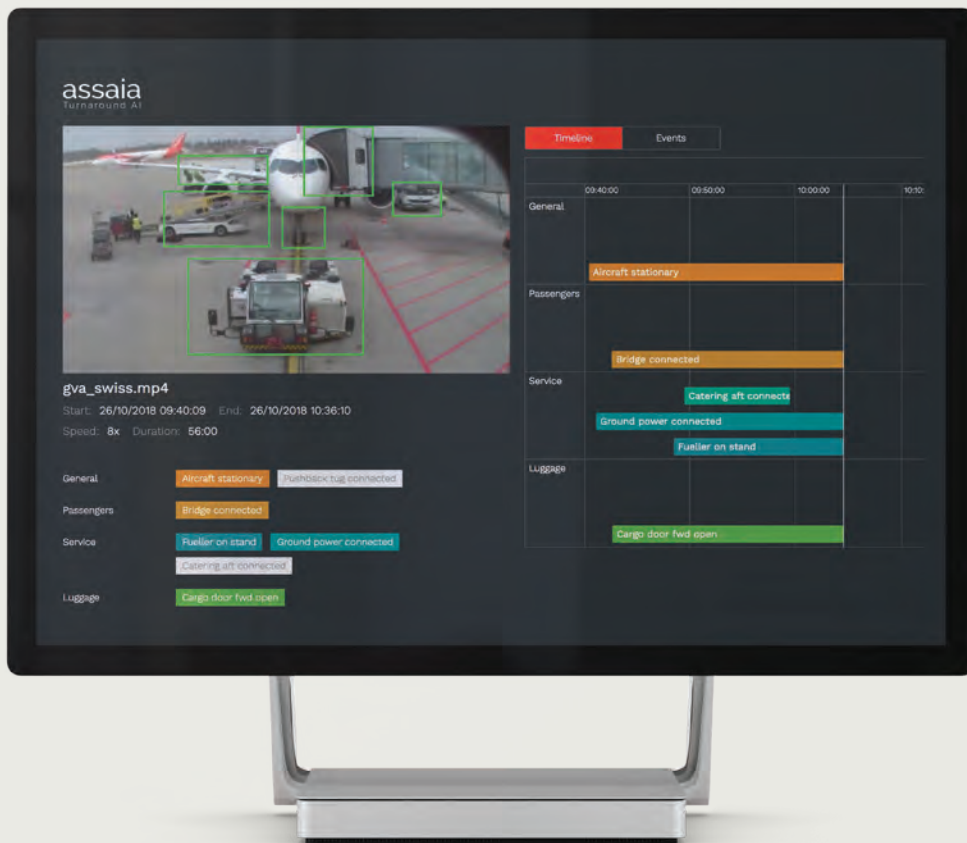 assaia
Turnaround AI
gva_swiss.mp4
Start: 26/10/2018 09:40:09 End: 26/10/2018 10:36:10
Speed: 8x Duration: 56:00
General Aircraft stationary Pushback tug connected
Passengers Bridge connected
Service Fueller on stand Ground power connected
Catering aft connected
Luggage Cargo door fwd open
Timeline Events
09:40:00 09:50:00 10:00:00 10:10:
General
Aircraft stationary
Passengers
Bridge connected
Service
Catering aft connecte
Ground power connected
Fueller on stand
Luggage
Cargo door fwd open